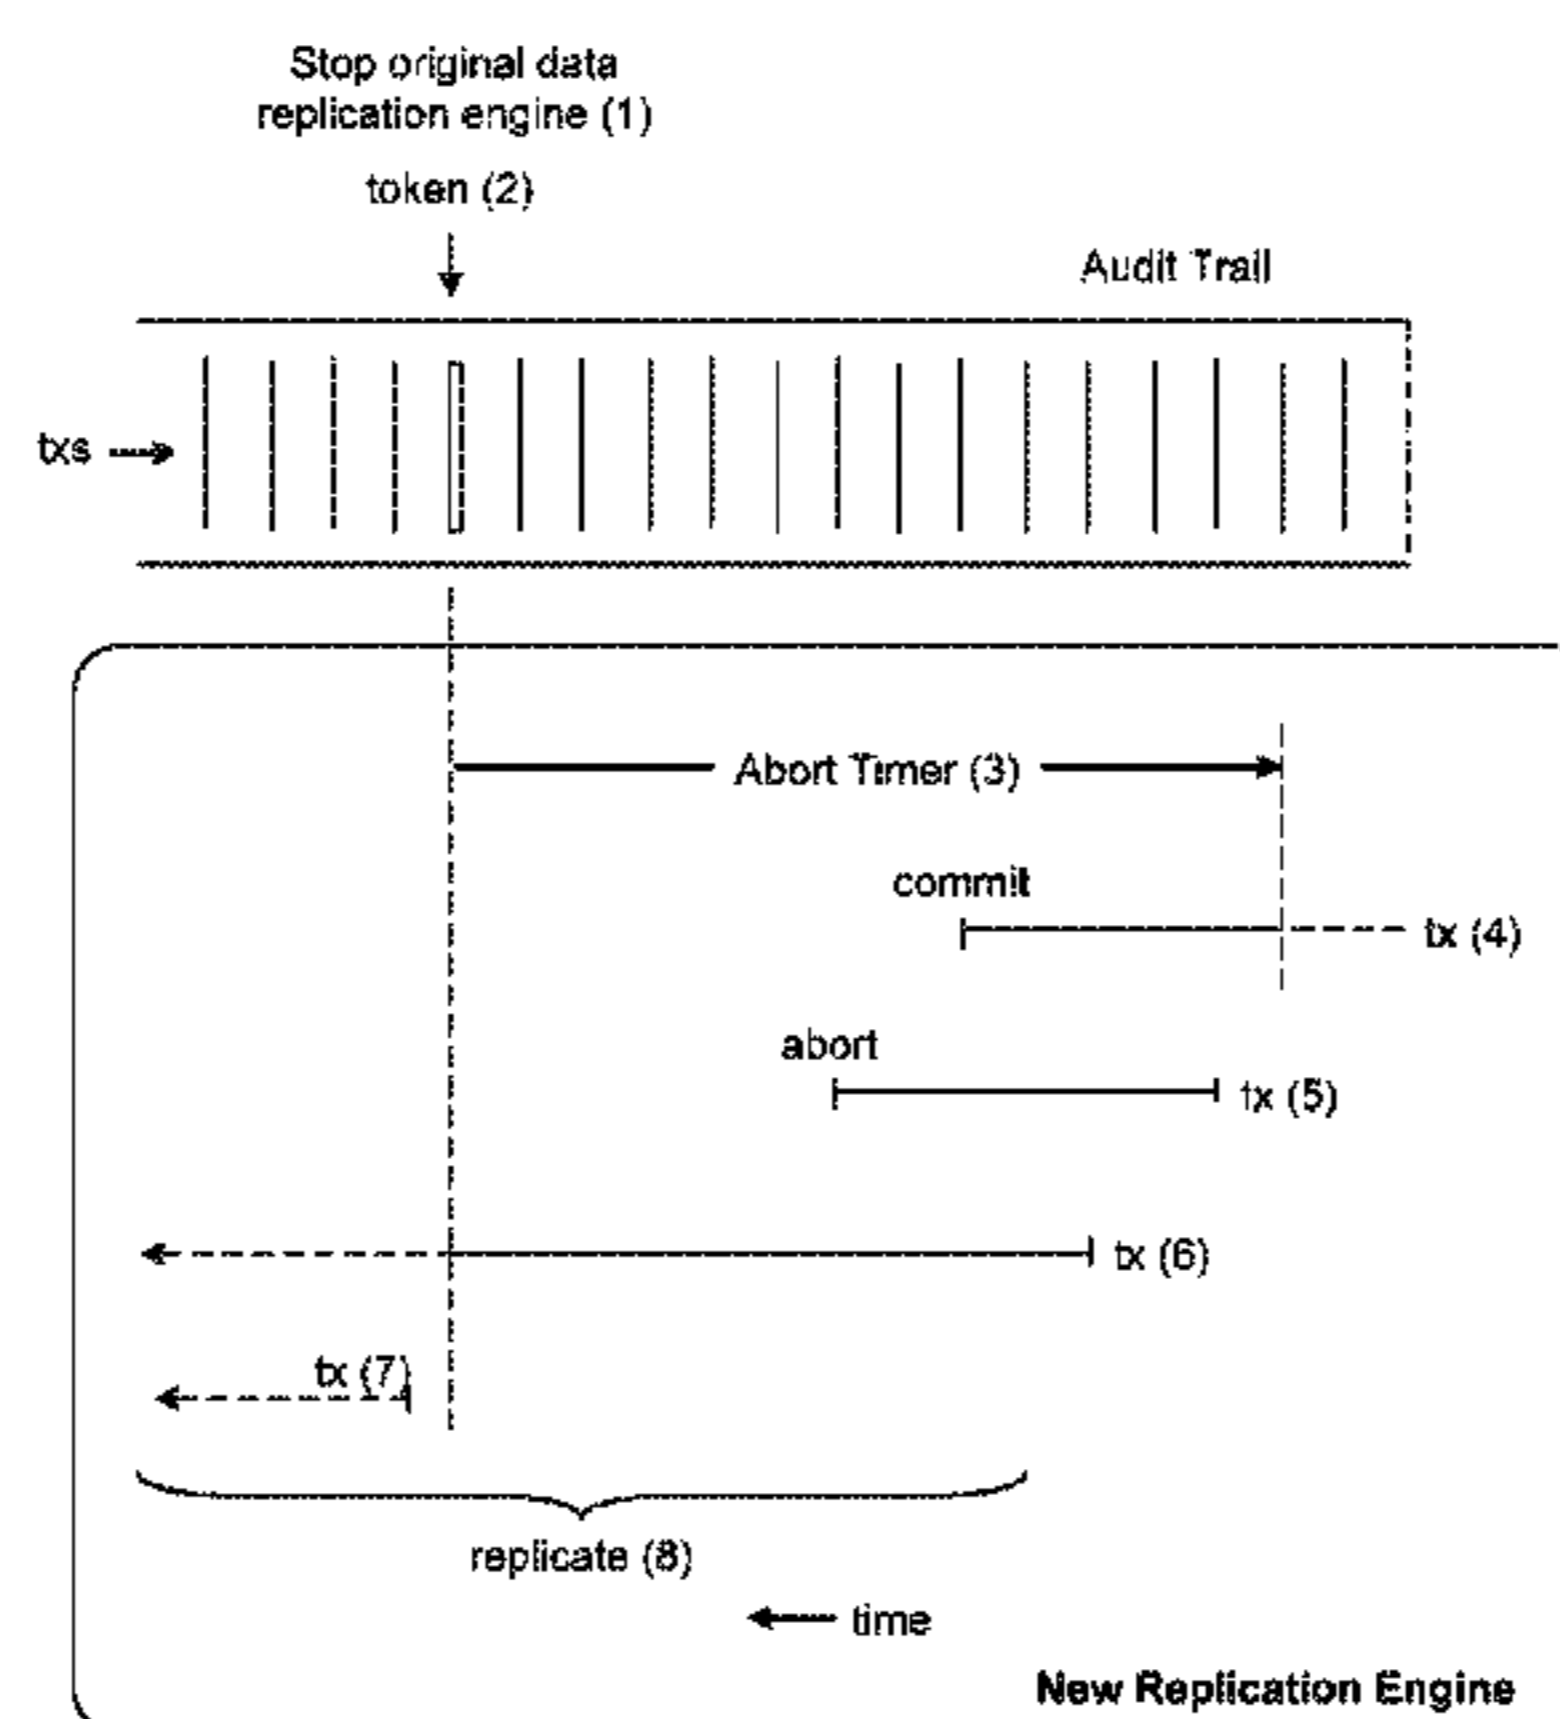 Stop original data
replication engine (1)
token (2)
Audit Trail
txs
Abort Timer (3)
commit
tx (4)
abort
tx (5)
tx (6)
tx (7)
replicate (8)
time
New Replication Engine